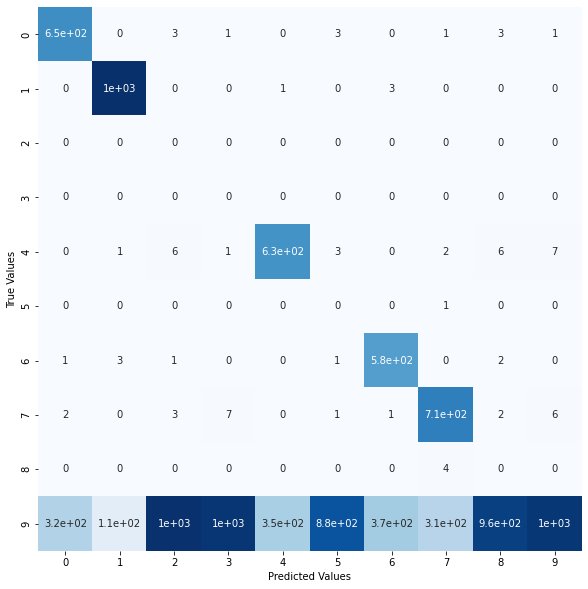 0 6.5e+02 0 3 1 0 3 0 1 3 1
1 0 1e+03 0 0 1 0 3 0 0 0
2 0 0 0 0 0 0 0 0 0 0
3 0 0 0 0 0 0 0 0 0 0
4 0 1 6 1 6.3e+02 3 0 2 6 7
True Values
5 0 0 0 0 0 0 0 1 0 0
6 1 3 1 0 0 1 5.8e+02 0 2 0
7 2 0 3 7 0 1 1 7.1e+02 2 6
8 0 0 0 0 0 0 0 4 0 0
9 3.2e+02 1.1e+02 1e+03 1e+03 3.5e+02 8.8e+02 3.7e+02 3.1e+02 9.6e+02 1e+03
0 1 2 3 4 5 6 7 8 9
Predicted Values